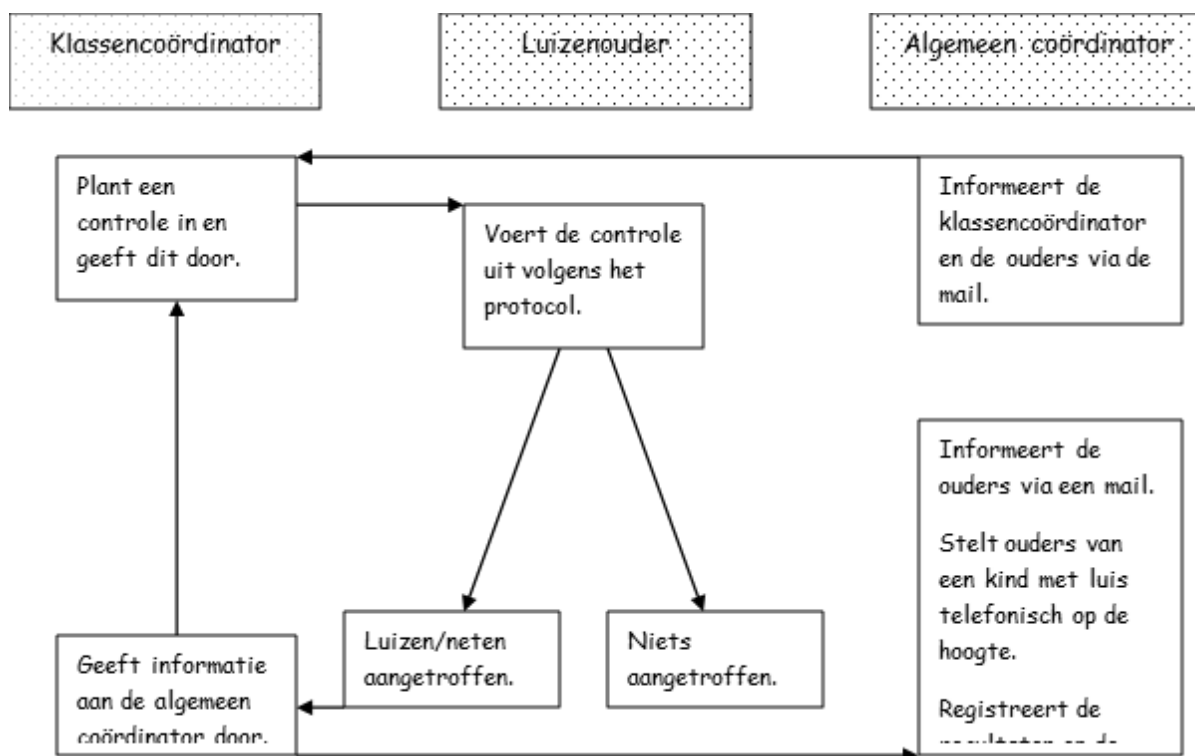 Klassencoördinator
Luizenouder
Algemeen coördinator
Plant een
controle in en
geeft dit door.
Voert de controle
uit volgens het
protocol.
Informeert de
klassencoördinator
en de ouders via de
mail.
Informeert de
ouders via een mail.
Stelt ouders van
een kind met luis
telefonisch op de
hoogte.
Registreert de
Luizen/neten
aangetroffen.
Niets
aangetroffen.
Geeft informatie
aan de algemeen
coördinator door.